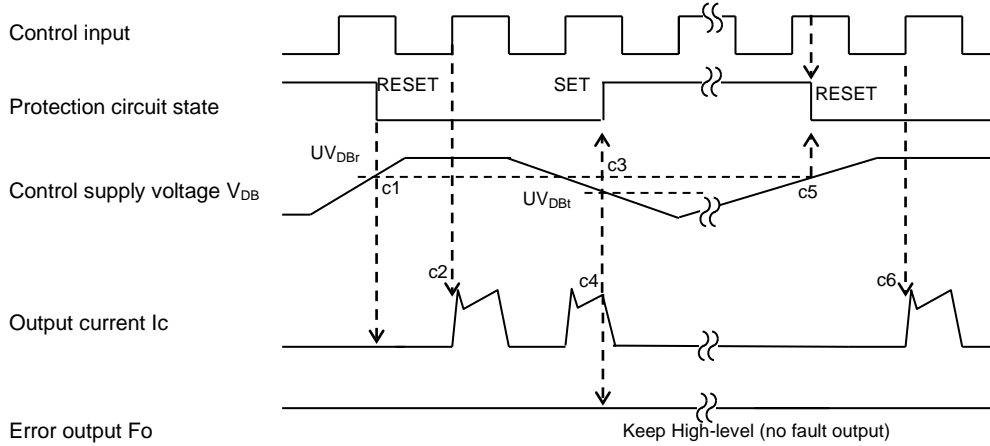 Control input
Protection circuit state
RESET
SET
RESET
UVDBr
c1
c3
c5
Control supply voltage VDB
UVDBt
c2
c4
c6
Output current Ic
Error output Fo
Keep High-level (no fault output)